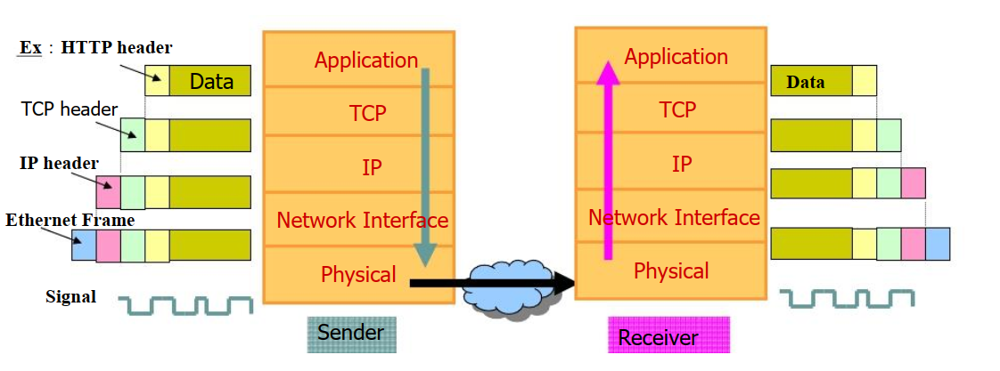 Ex : HTTP header
Data
TCP header
IP header
Ethernet Frame
Signal
Application
TCP
IP
Network Interface
Physical
Sender
Application
TCP
IP
Network Interface
Physical
Receiver
Data